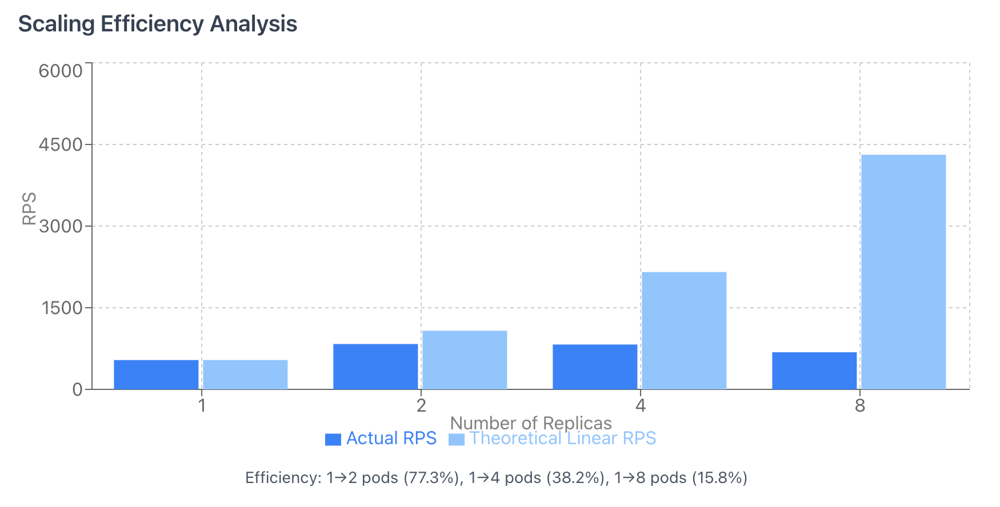 Scaling Efficiency Analysis
6000
4500
3000
1500
0
RPS
1 2 4 8
Number of Replicas
Actual RPS Theoretical Linear RPS
Efficiency: 1→2 pods (77.3%), 1→4 pods (38.2%), 1→8 pods (15.8%)